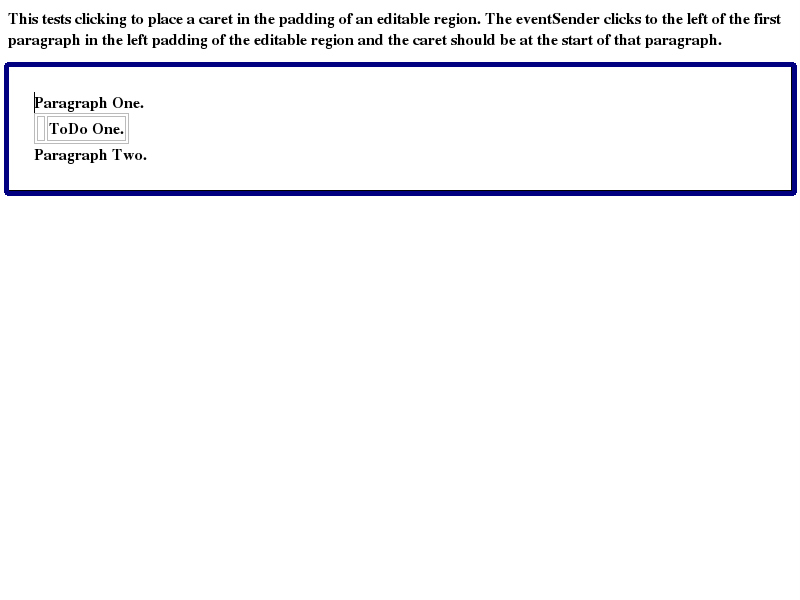 This tests clicking to place a caret in the padding of an editable region. The eventSender clicks to the left of the first
paragraph in the left padding of the editable region and the caret should be at the start of that paragraph.
Paragraph One.
ToDo One.
Paragraph Two.